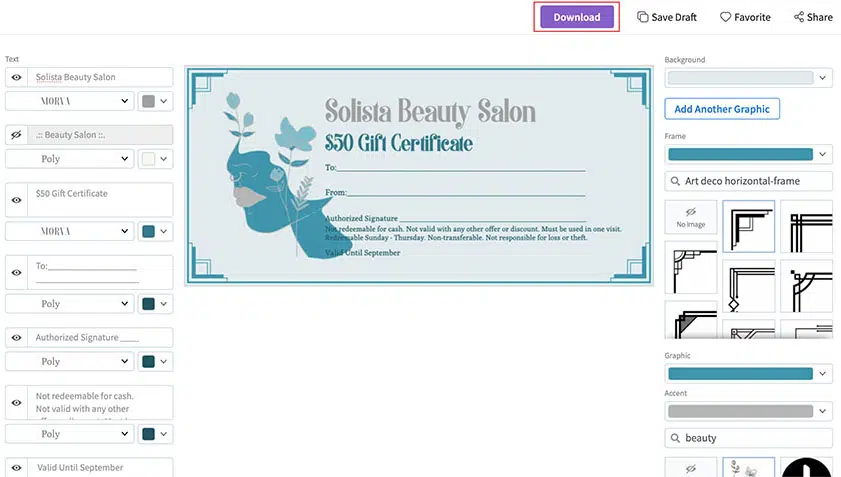 Download
Save Draft
Favorite
Share
Text
Solista Beauty Salon
MORVA
.:: Beauty Salon ::.
Poly
$50 Gift Certificate
MORVA
To:___________________
______________________
Poly
Authorized Signature ____
Poly
Not redeemable for cash.
Not valid with any other
Poly
Valid Until September
Solista Beauty Salon
$50 Gift Certificate
To:
From:
Authorized Signature
Not redeemable for cash. Not valid with any other offer or discount. Must be used in one visit.
Redeemable Sunday - Thursday. Non-transferable. Not responsible for loss or theft.
Valid Until September
Background
Add Another Graphic
Frame
Art deco horizontal-frame
No Image
Graphic
Accent
beauty